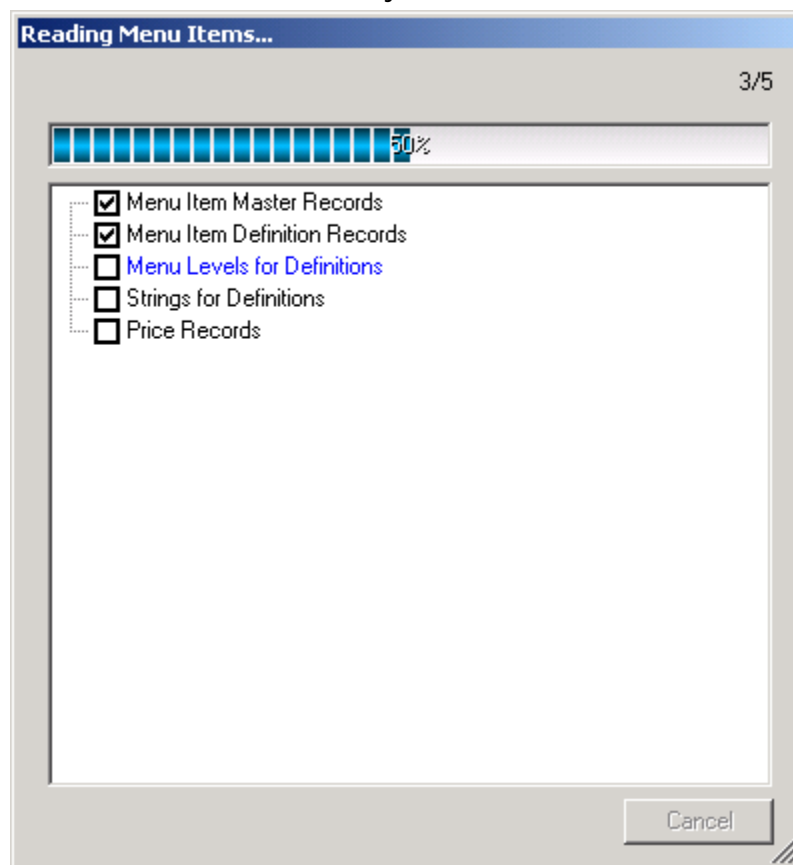 Reading Menu Items...
3/5
50%
Menu Item Master Records
Menu Item Definition Records
Menu Levels for Definitions
Strings for Definitions
Price Records
Cancel